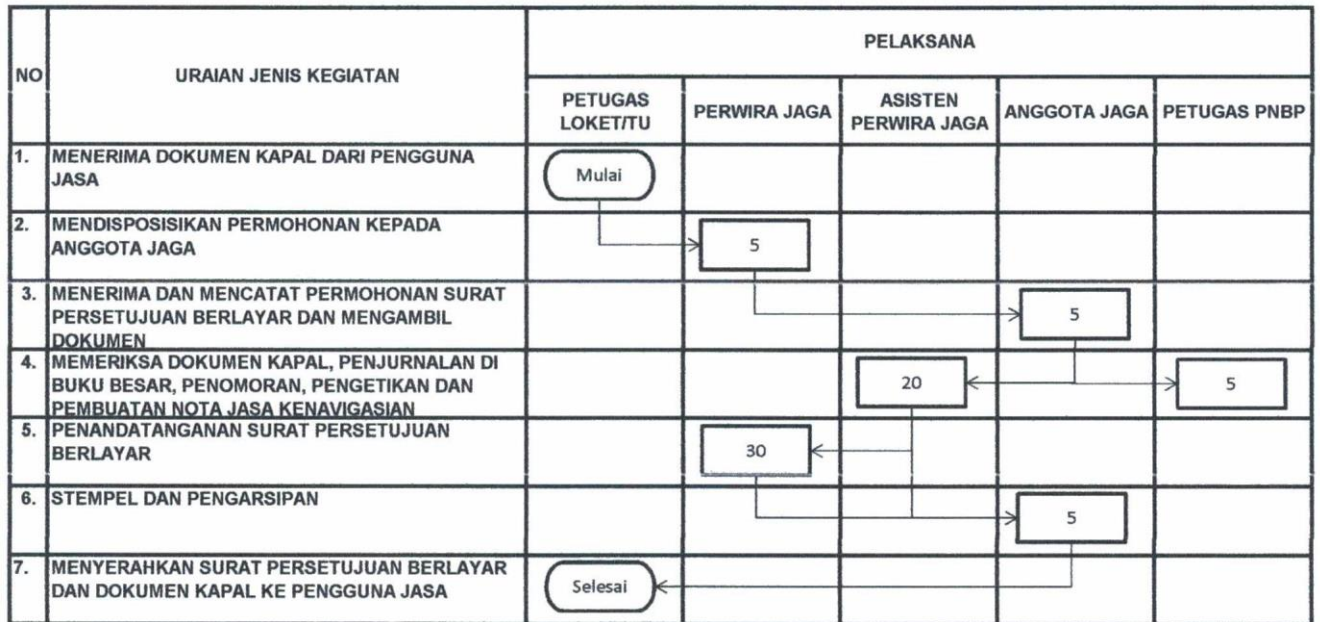 NO
URAIAN JENIS KEGIATAN
PELAKSANA
PETUGAS
LOKET/TU
PERWIRA JAGA
ASISTEN
PERWIRA JAGA
ANGGOTA JAGA
PETUGAS PNBP
1.
MENERIMA DOKUMEN KAPAL DARI PENGGUNA
JASA
Mulai
2.
MENDISPOSISIKAN PERMOHONAN KEPADA
ANGGOTA JAGA
5
3.
MENERIMA DAN MENCATAT PERMOHONAN SURAT
PERSETUJUAN BERLAYAR DAN MENGAMBIL
DOKUMEN
5
4.
MEMERIKSA DOKUMEN KAPAL, PENJURNALAN DI
BUKU BESAR, PENOMORAN, PENGETIKAN DAN
PEMBUATAN NOTA JASA KENAVIGASIAN
20
5
5.
PENANDATANGANAN SURAT PERSETUJUAN
BERLAYAR
30
6.
STEMPEL DAN PENGARSIPAN
5
7.
MENYERAHKAN SURAT PERSETUJUAN BERLAYAR
DAN DOKUMEN KAPAL KE PENGGUNA JASA
Selesai